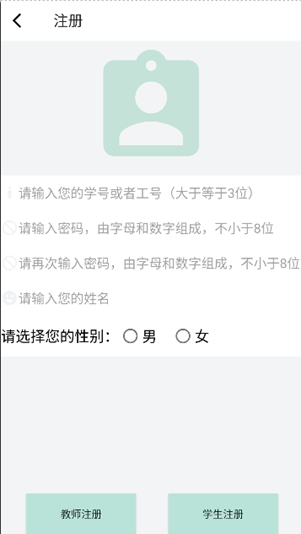 注册
请输入您的学号或者工号（大于等于3位）
请输入密码，由字母和数字组成，不小于8位
请再次输入密码，由字母和数字组成，不小于8位
请输入您的姓名
请选择您的性别： 男 女
教师注册 学生注册